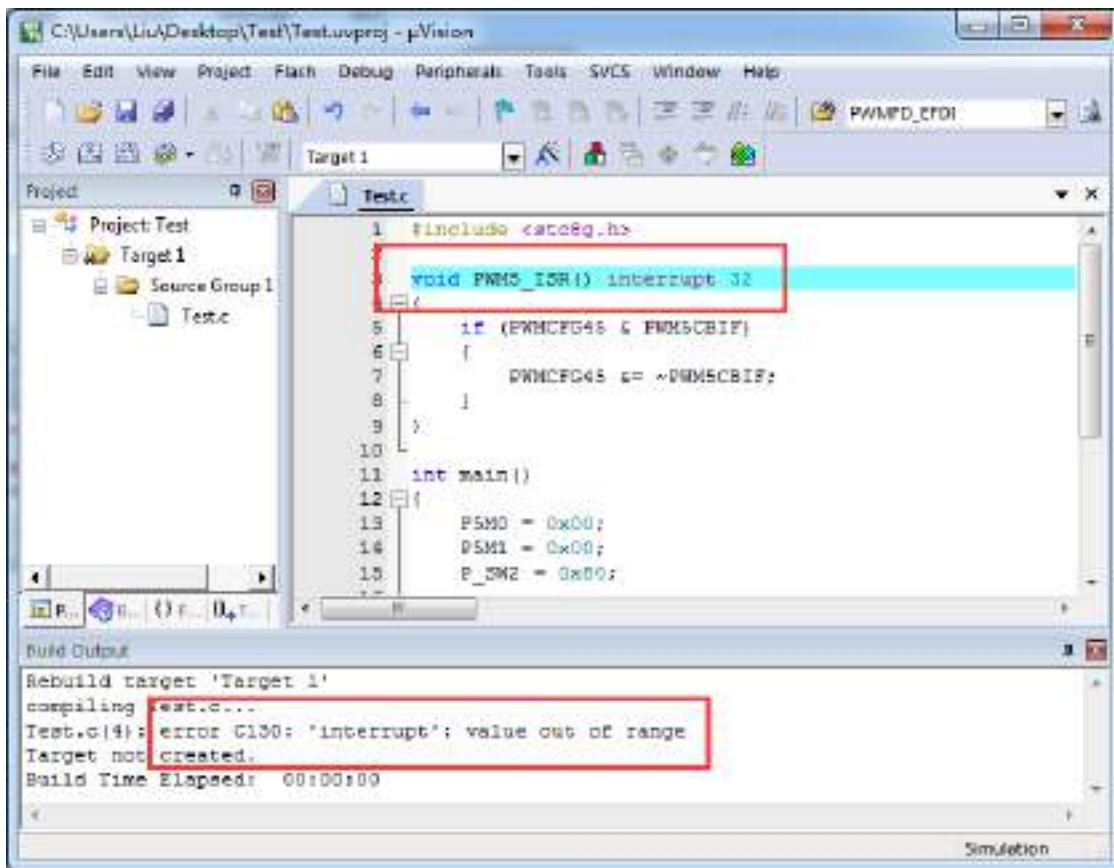 C:\Users\Liu\Desktop\Test\Test.uvproj - µVision
File Edit View Project Flash Debug Peripherals Tools SVCS Window Help
PWMFD_EFDI
Target 1
Project
Test.c
Project: Test
Target 1
Source Group 1
Test.c
1 #include <stc8g.h>
2
3 void PWM5_ISR() interrupt 32
4 {
5 if (PWMCFG45 & PWM5CBIF)
6 {
7 PWMCFG45 &= ~PWM5CBIF;
8 }
9 }
10
11 int main()
12 {
13 P5M0 = 0x00;
14 P5M1 = 0x00;
15 P_SW2 = 0x80;
Build Output
Rebuild target 'Target 1'
compiling Test.c...
Test.c(4): error C130: 'interrupt': value out of range
Target not created.
Build Time Elapsed: 00:00:00
Simulation